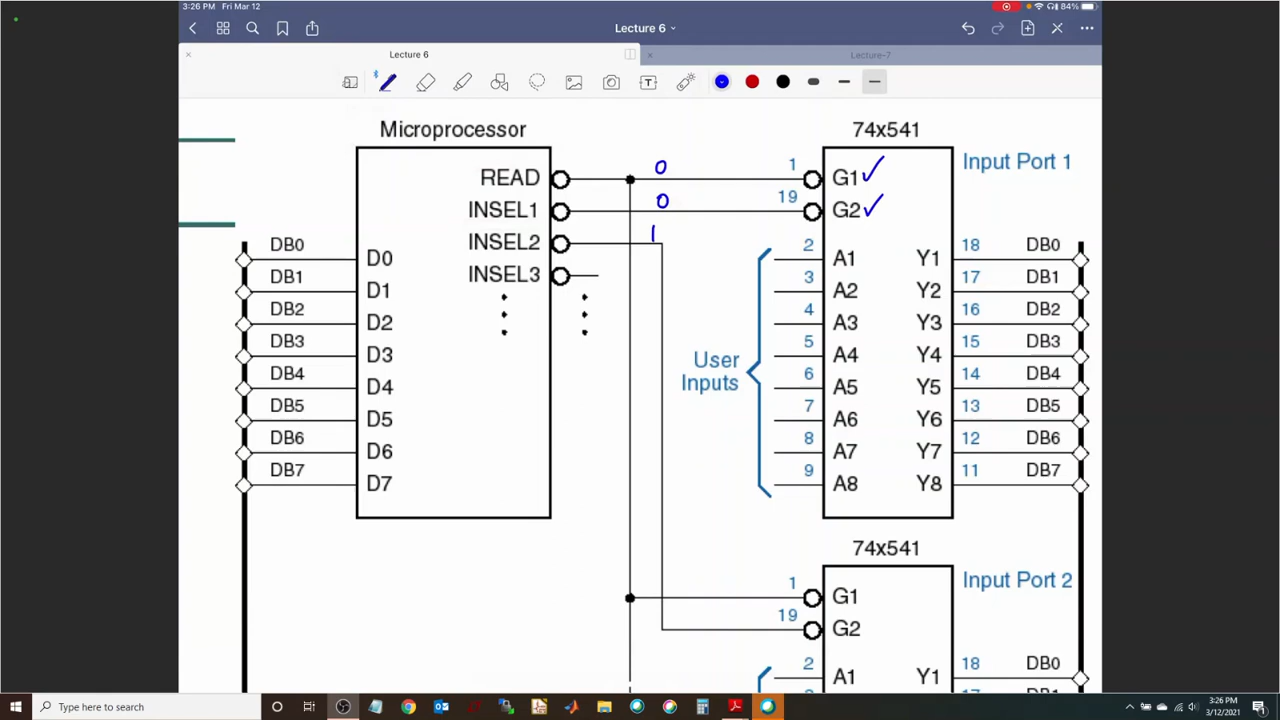 3:26 PM Fri Mar 12
84%
Lecture 6
Lecture 6
Lecture-7
T
Microprocessor
READ
INSEL1
INSEL2
INSEL3
DB0
DB1
DB2
DB3
DB4
DB5
DB6
DB7
D0
D1
D2
D3
D4
D5
D6
D7
0
0
1
74x541
Input Port 1
1
19
G1 ✓
G2 ✓
User
Inputs
2 A1 Y1 18 DB0
3 A2 Y2 17 DB1
4 A3 Y3 16 DB2
5 A4 Y4 15 DB3
6 A5 Y5 14 DB4
7 A6 Y6 13 DB5
8 A7 Y7 12 DB6
9 A8 Y8 11 DB7
74x541
Input Port 2
1 G1
19 G2
2 A1 Y1 18 DB0
Type here to search
3:26 PM
3/12/2021